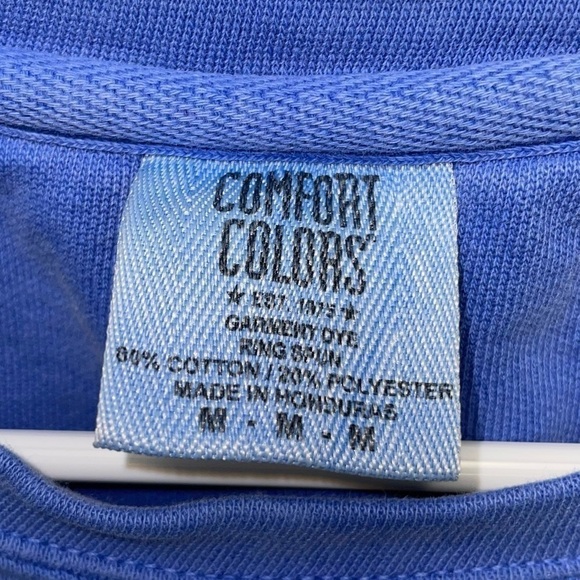 COMFORT
COLORS
★ EST. 1975 ★
GARMENT DYE
RING SPUN
80% COTTON / 20% POLYESTER
MADE IN HONDURAS
M - M - M